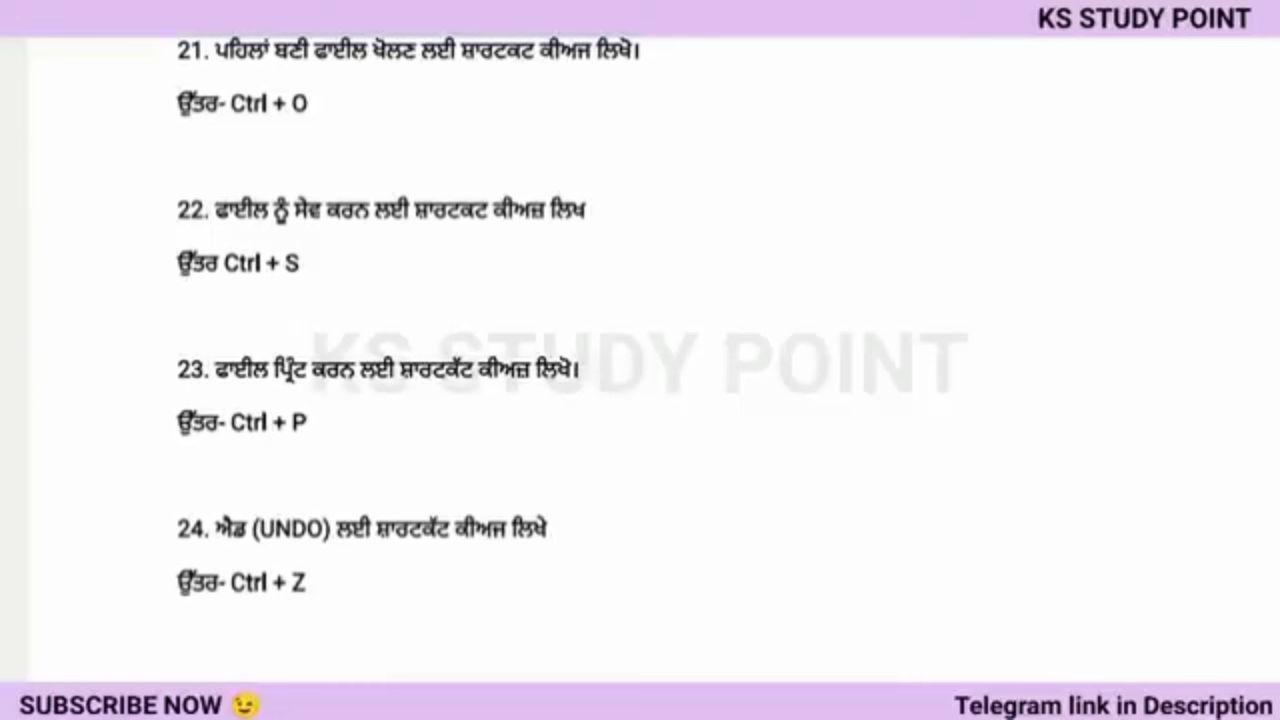 KS STUDY POINT
21. ਪਹਿਲਾਂ ਬਣੀ ਫਾਈਲ ਖੋਲਣ ਲਈ ਸ਼ਾਰਟਕਟ ਕੀਅਜ ਲਿਖੋ।
ਉੱਤਰ- Ctrl + O
22. ਫਾਈਲ ਨੂੰ ਸੇਵ ਕਰਨ ਲਈ ਸ਼ਾਰਟਕਟ ਕੀਅਜ਼ ਲਿਖ
ਉੱਤਰ Ctrl + S
KS STUDY POINT
23. ਫਾਈਲ ਪ੍ਰਿੰਟ ਕਰਨ ਲਈ ਸ਼ਾਰਟਕੱਟ ਕੀਅਜ਼ ਲਿਖੋ।
ਉੱਤਰ- Ctrl + P
24. ਐਡ (UNDO) ਲਈ ਸ਼ਾਰਟਕੱਟ ਕੀਅਜ ਲਿਖੇ
ਉੱਤਰ- Ctrl + Z
SUBSCRIBE NOW 😉
Telegram link in Description